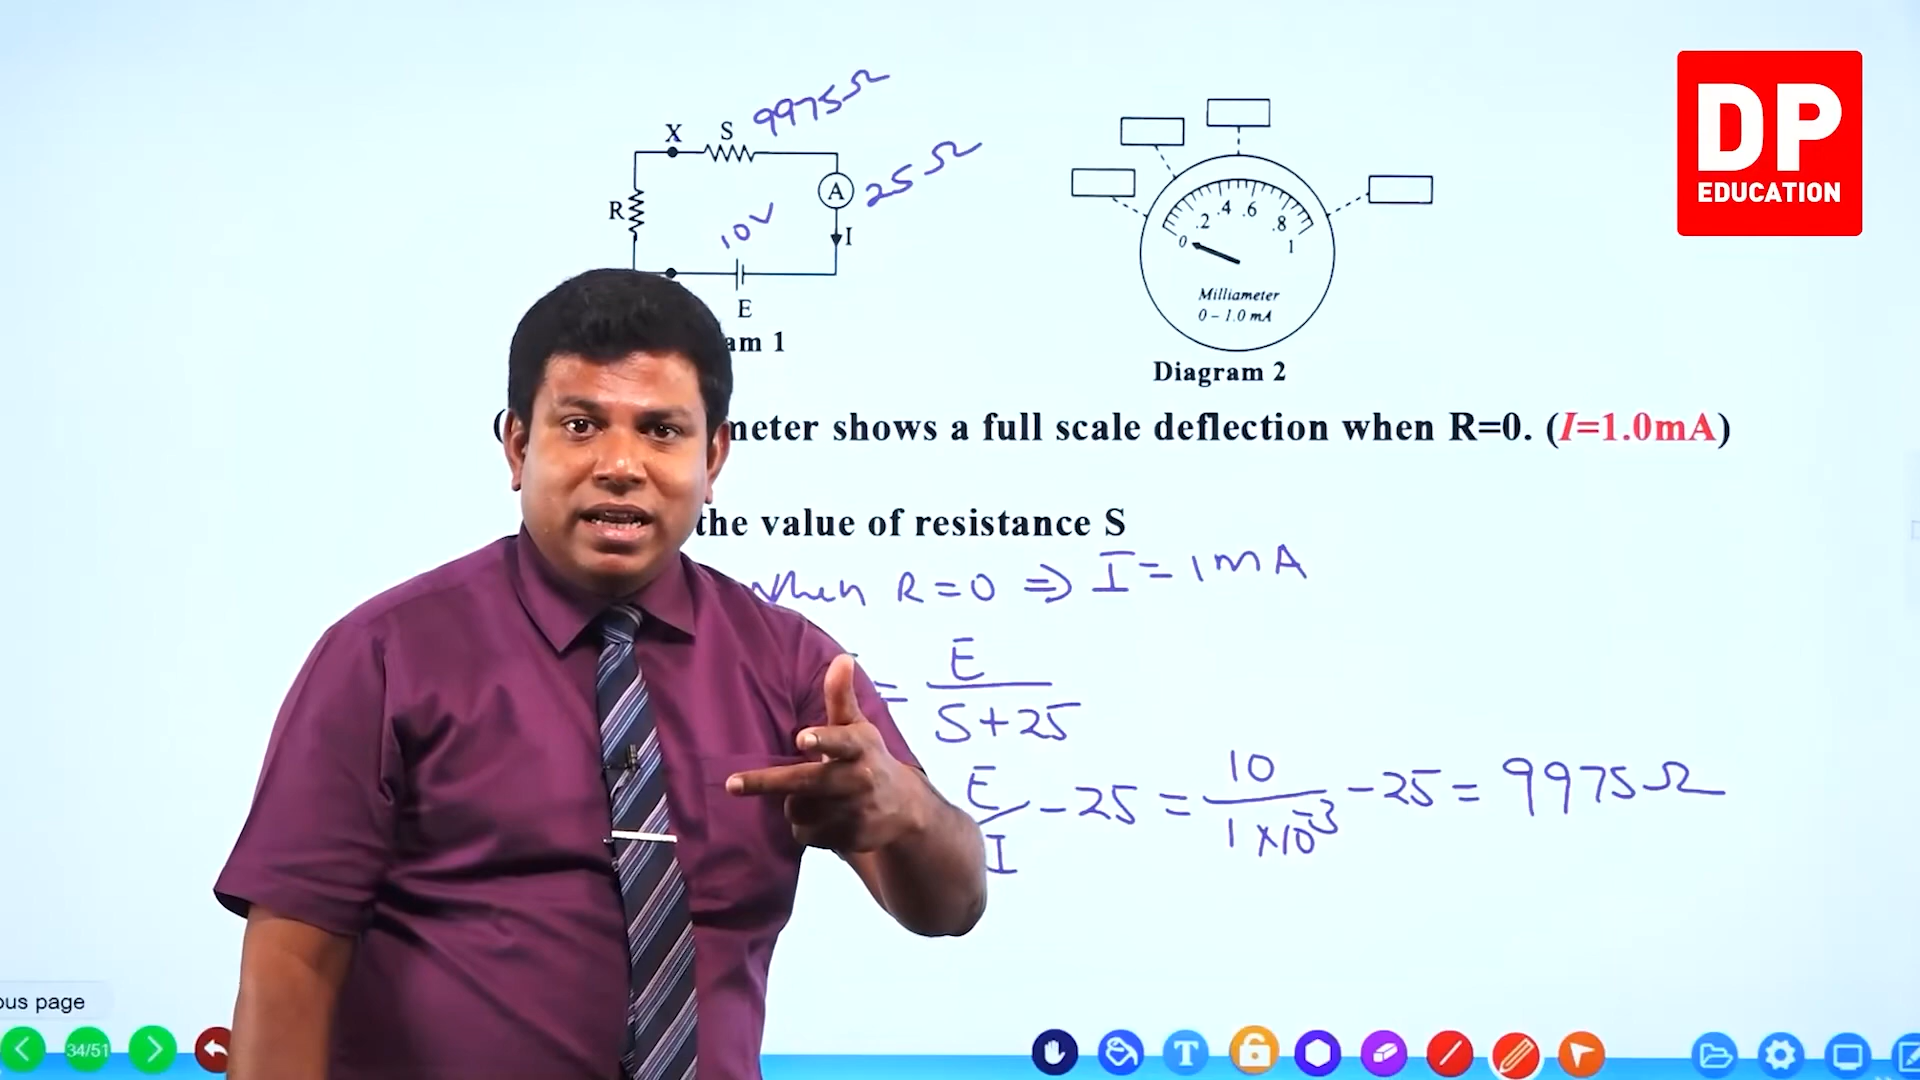 DP
EDUCATION
X S 9975Ω
A 25Ω
R
10V
I
E
am 1
0 .2 .4 .6 .8 1
Milliameter
0 – 1.0 mA
Diagram 2
meter shows a full scale deflection when R=0. (I=1.0mA)
the value of resistance S
When R = 0 ⇒ I = 1mA
= E / S + 25
E/I - 25 = 10 / 1 × 10⁻³ - 25 = 9975 Ω
ous page
34/51
T